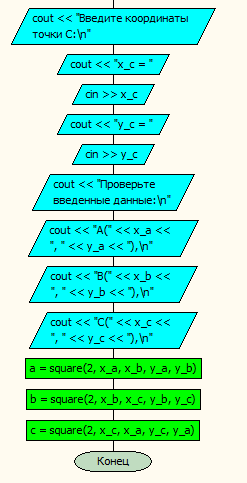 cout << "Введите координаты
точки C:\n"
cout << "x_c = "
cin >> x_c
cout << "y_c = "
cin >> y_c
cout << "Проверьте
введенные данные:\n"
cout << "A(" << x_a <<
", " << y_a << "),\n"
cout << "B(" << x_b <<
", " << y_b << "),\n"
cout << "C(" << x_c <<
", " << y_c << "),\n"
a = square(2, x_a, x_b, y_a, y_b)
b = square(2, x_b, x_c, y_b, y_c)
c = square(2, x_c, x_a, y_c, y_a)
Конец